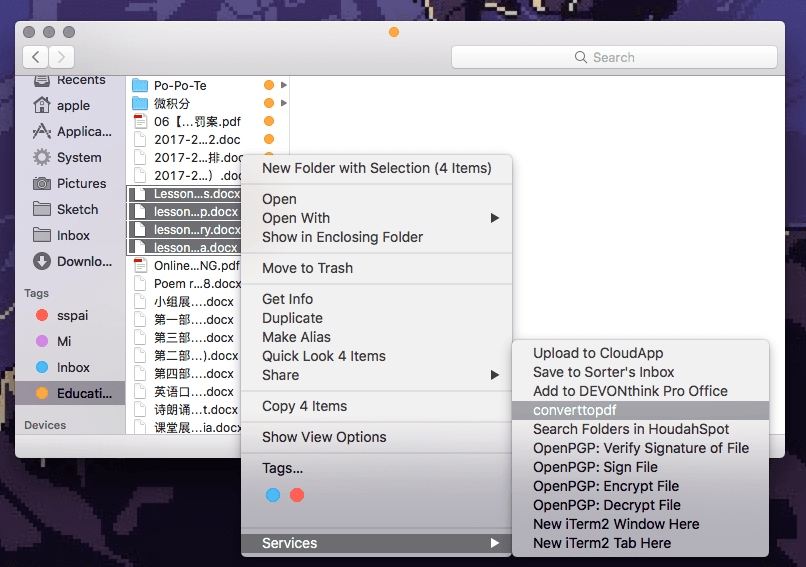 Search
Recents
apple
Applica...
System
Pictures
Sketch
Inbox
Downlo...
Tags
sspai
Mi
Inbox
Educati...
Devices
Po-Po-Te
微积分
06【...罚案.pdf
2017-2...2.doc
2017-2...排.doc
2017-2...）.doc
Lesson...s.docx
lesson...p.docx
lesson...ry.docx
lesson...a.docx
Online...NG.pdf
Poem r...8.docx
小组展....docx
第一部....docx
第三部....docx
第二部...).docx
第四部....docx
英语口....docx
诗朗诵...t.docx
课堂展...ia.docx
New Folder with Selection (4 Items)
Open
Open With
Show in Enclosing Folder
Move to Trash
Get Info
Duplicate
Make Alias
Quick Look 4 Items
Share
Copy 4 Items
Show View Options
Tags...
Services
Upload to CloudApp
Save to Sorter's Inbox
Add to DEVONthink Pro Office
converttopdf
Search Folders in HoudahSpot
OpenPGP: Verify Signature of File
OpenPGP: Sign File
OpenPGP: Encrypt File
OpenPGP: Decrypt File
New iTerm2 Window Here
New iTerm2 Tab Here